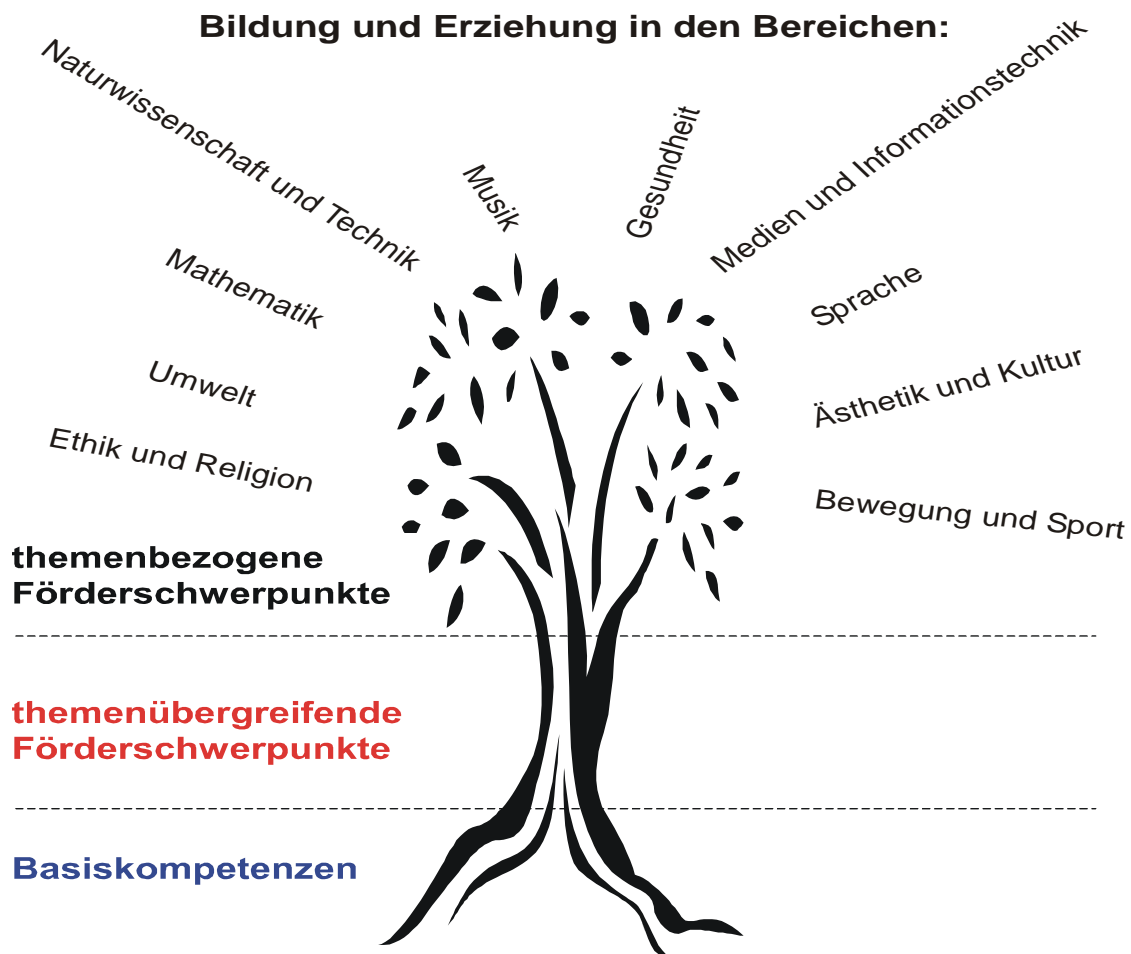 Bildung und Erziehung in den Bereichen:
Naturwissenschaft und Technik
Musik
Gesundheit
Medien und Informationstechnik
Mathematik
Sprache
Umwelt
Ästhetik und Kultur
Ethik und Religion
Bewegung und Sport
themenbezogene
Förderschwerpunkte
themenübergreifende
Förderschwerpunkte
Basiskompetenzen